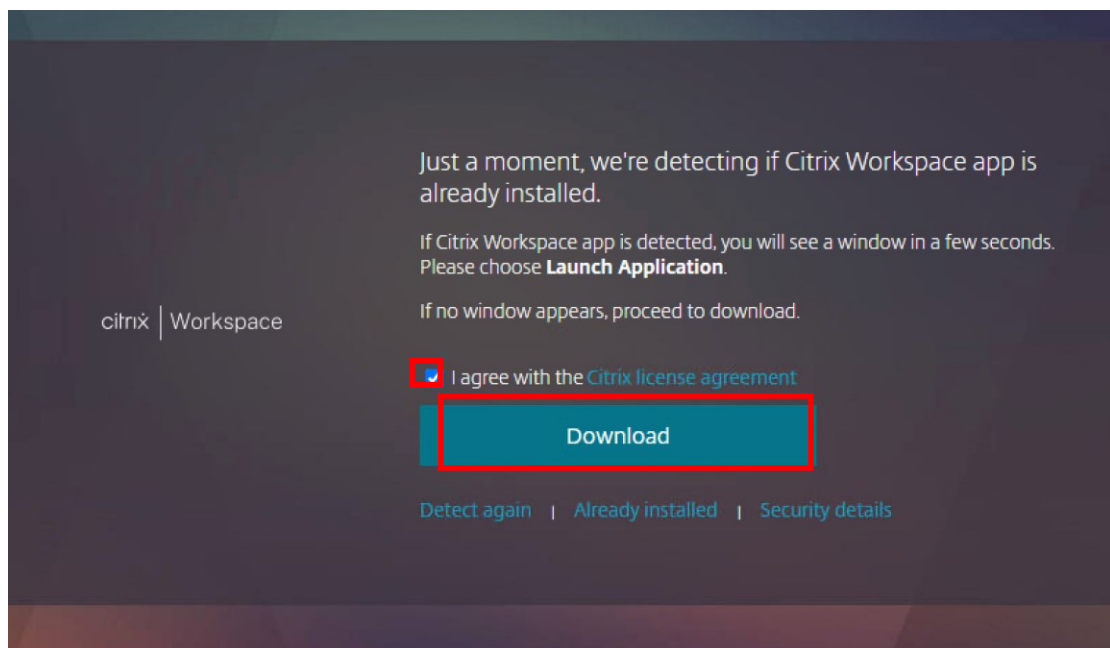 Just a moment, we're detecting if Citrix Workspace app is
already installed.
If Citrix Workspace app is detected, you will see a window in a few seconds.
Please choose Launch Application.
citrix | Workspace
If no window appears, proceed to download.
I agree with the Citrix license agreement
Download
Detect again | Already installed | Security details